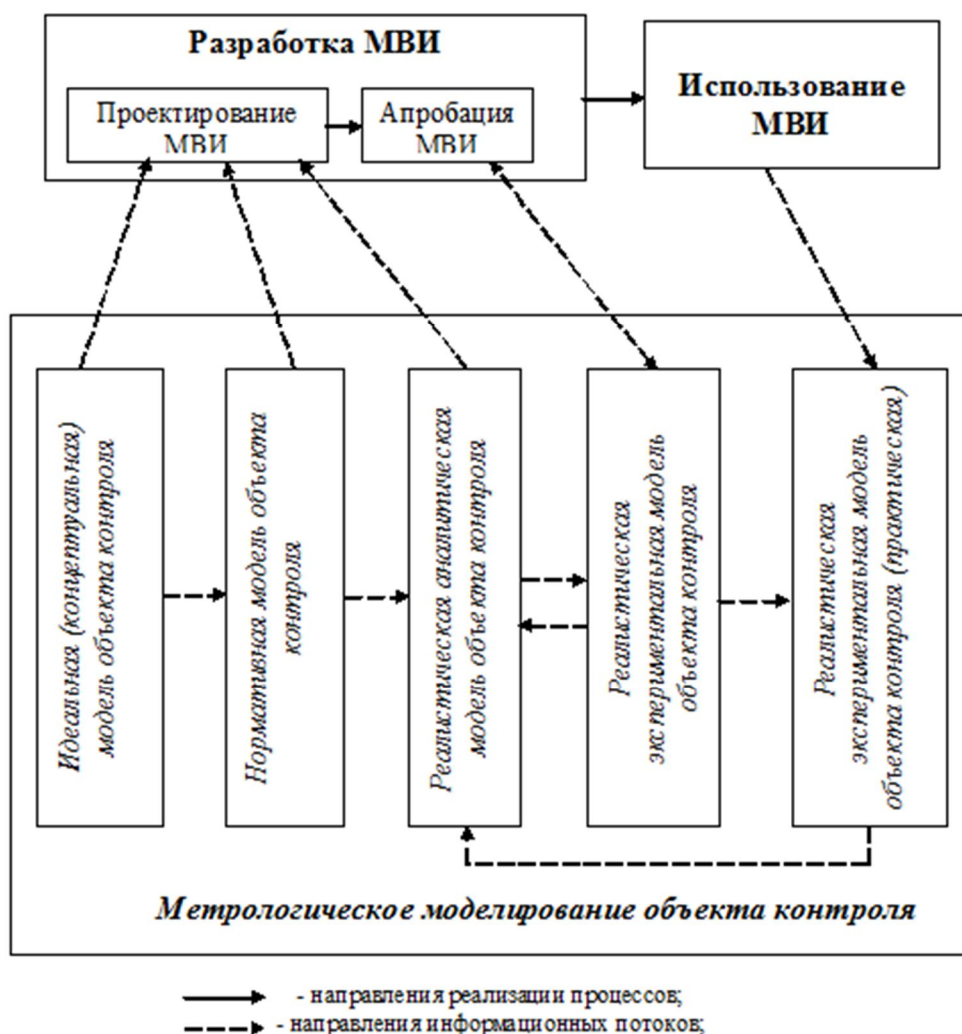 Разработка МВИ
Проектирование
МВИ
Апробация
МВИ
Использование
МВИ
Идеальная (концептуальная)
модель объекта контроля
Нормативная модель объекта
контроля
Реалистическая аналитическая
модель объекта контроля
Реалистическая
экспериментальная модель
объекта контроля
Реалистическая
экспериментальная модель
объекта контроля (практическая)
Метрологическое моделирование объекта контроля
- направления реализации процессов;
- направления информационных потоков;